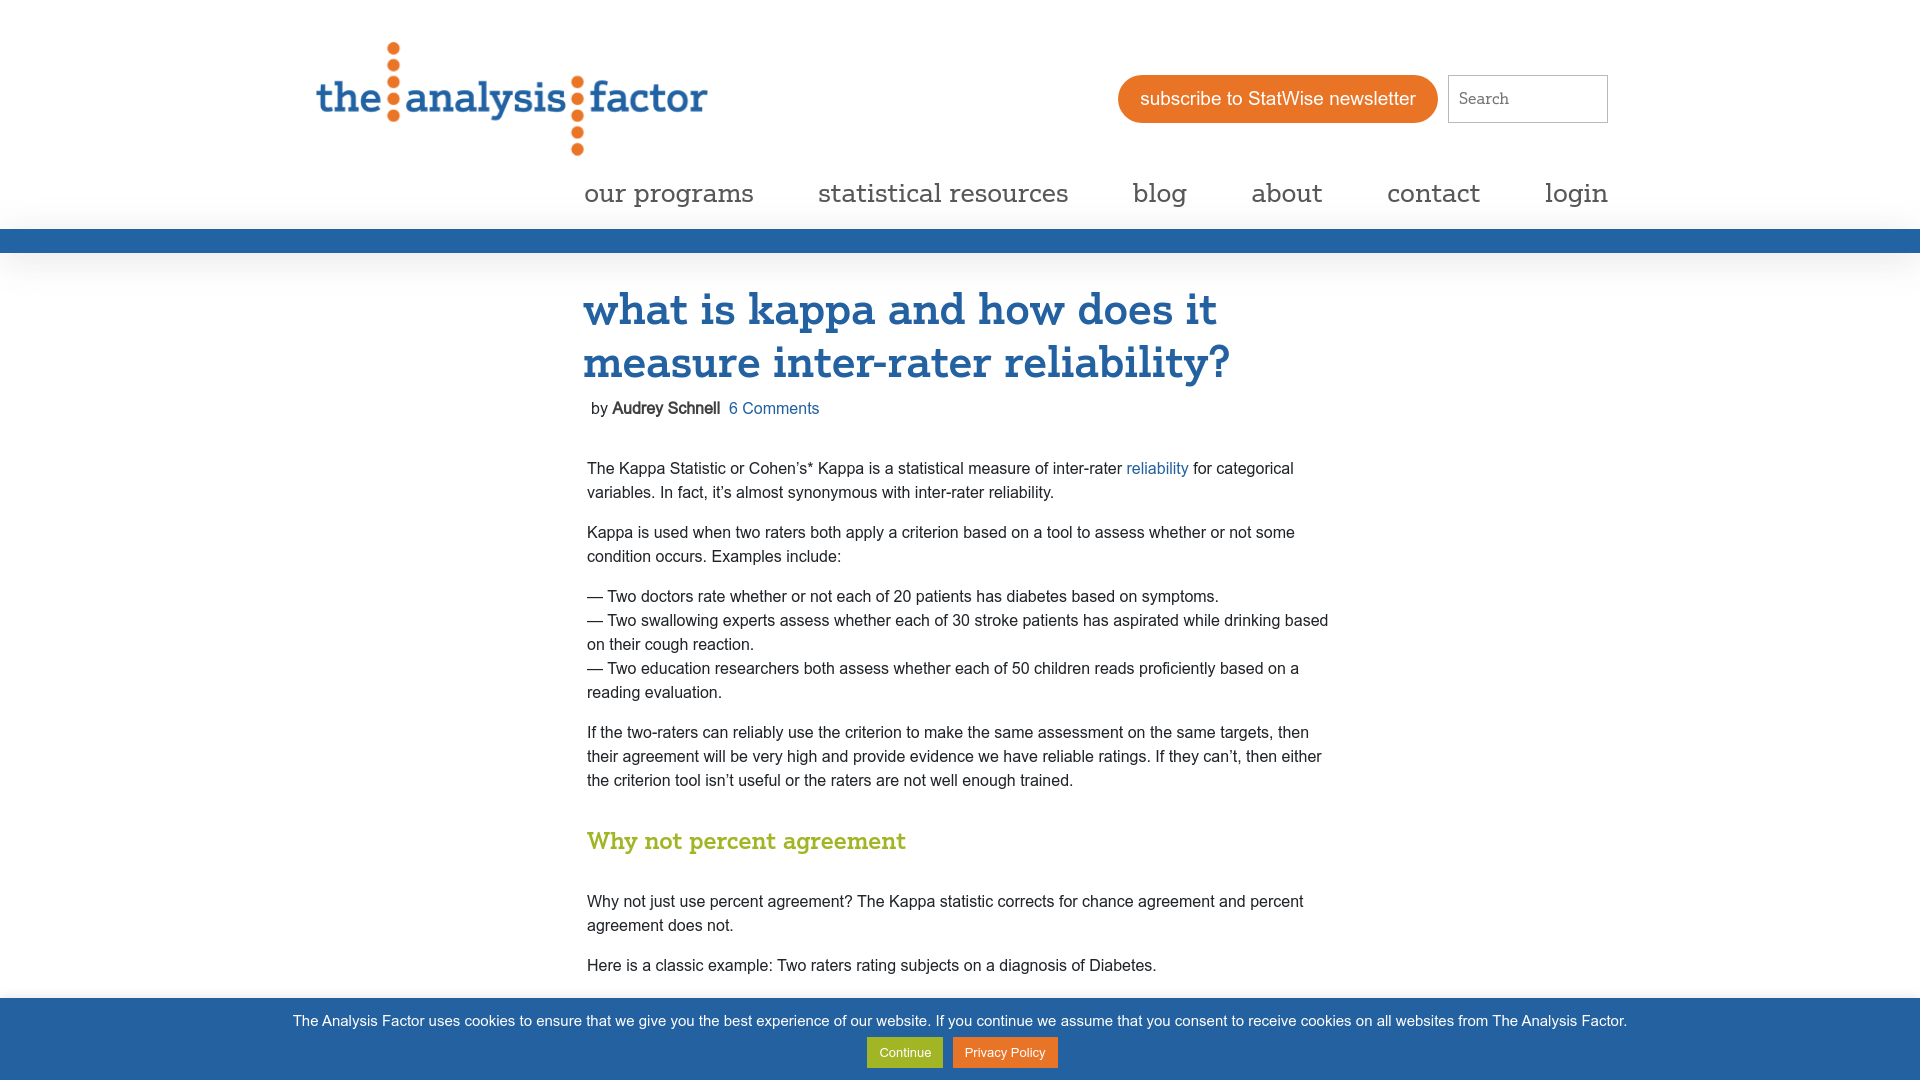 the analysis factor
subscribe to StatWise newsletter
Search
our programs statistical resources blog about contact login
what is kappa and how does it
measure inter-rater reliability?
by Audrey Schnell 6 Comments
The Kappa Statistic or Cohen’s* Kappa is a statistical measure of inter-rater reliability for categorical
variables. In fact, it’s almost synonymous with inter-rater reliability.
Kappa is used when two raters both apply a criterion based on a tool to assess whether or not some
condition occurs. Examples include:
— Two doctors rate whether or not each of 20 patients has diabetes based on symptoms.
— Two swallowing experts assess whether each of 30 stroke patients has aspirated while drinking based
on their cough reaction.
— Two education researchers both assess whether each of 50 children reads proficiently based on a
reading evaluation.
If the two-raters can reliably use the criterion to make the same assessment on the same targets, then
their agreement will be very high and provide evidence we have reliable ratings. If they can’t, then either
the criterion tool isn’t useful or the raters are not well enough trained.
Why not percent agreement
Why not just use percent agreement? The Kappa statistic corrects for chance agreement and percent
agreement does not.
Here is a classic example: Two raters rating subjects on a diagnosis of Diabetes.
The Analysis Factor uses cookies to ensure that we give you the best experience of our website. If you continue we assume that you consent to receive cookies on all websites from The Analysis Factor.
Continue Privacy Policy